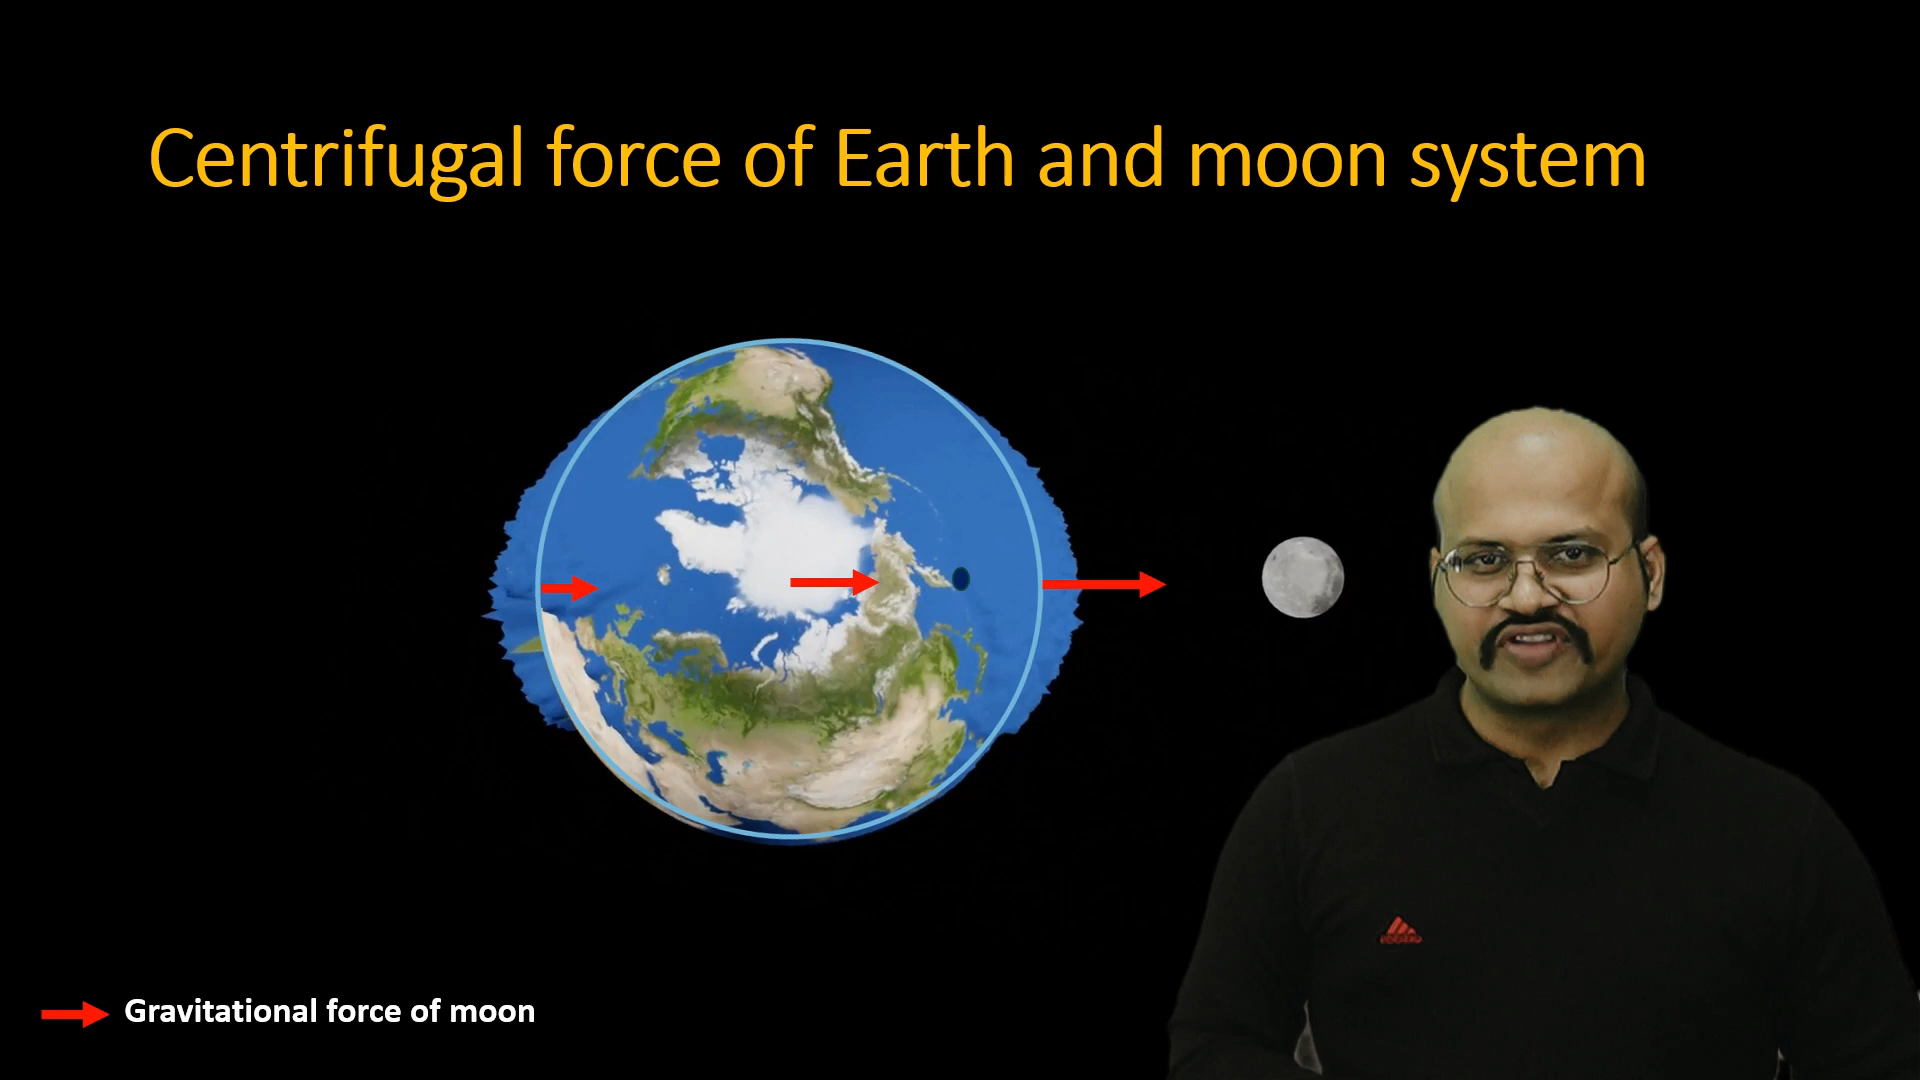 Centrifugal force of Earth and moon system
Gravitational force of moon